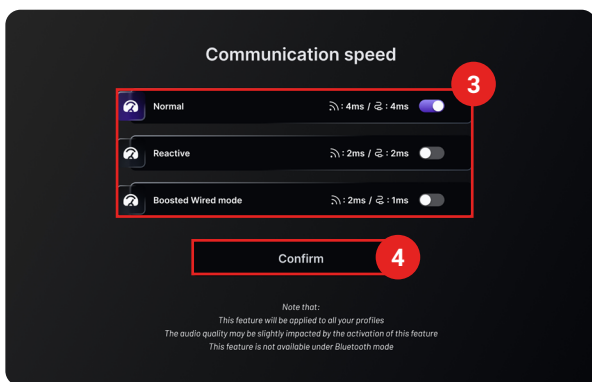 Communication speed
3
Normal : 4ms / : 4ms
Reactive : 2ms / : 2ms
Boosted Wired mode : 2ms / : 1ms
Confirm 4
Note that:
This feature will be applied to all your profiles
The audio quality may be slightly impacted by the activation of this feature
This feature is not available under Bluetooth mode